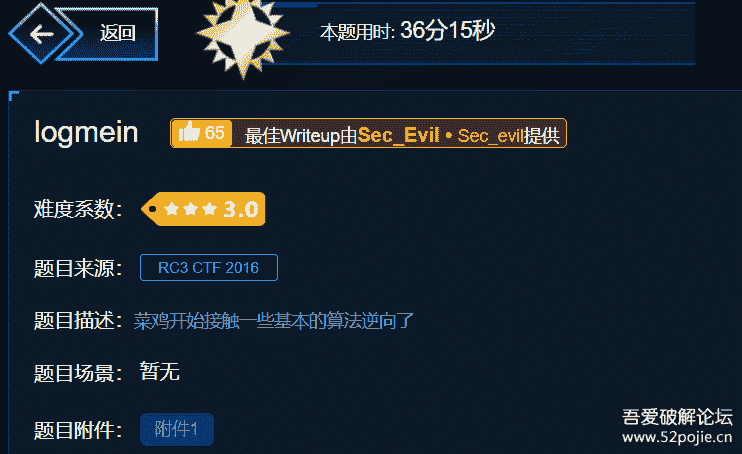 返回
本题用时: 36分15秒
logmein
65 最佳Writeup由Sec_Evil • Sec_evil提供
难度系数： 3.0
题目来源： RC3 CTF 2016
题目描述： 菜鸡开始接触一些基本的算法逆向了
题目场景： 暂无
题目附件： 附件1
吾爱破解论坛
www.52pojie.cn